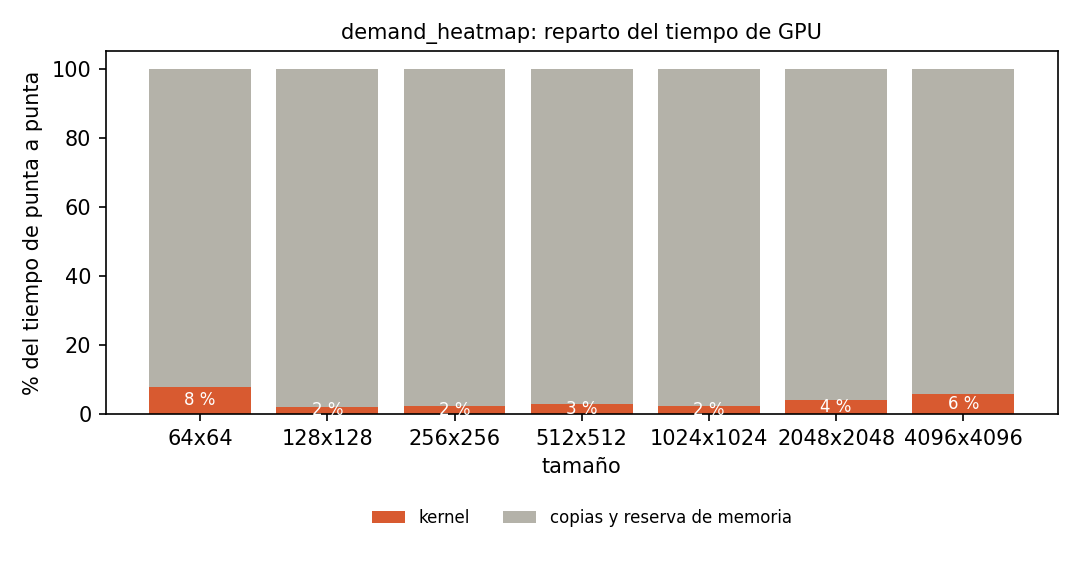 demand_heatmap: reparto del tiempo de GPU
% del tiempo de punta a punta
100
80
60
40
20
0
8 %
2 %
2 %
3 %
2 %
4 %
6 %
64x64
128x128
256x256
512x512
1024x1024
2048x2048
4096x4096
tamaño
kernel
copias y reserva de memoria